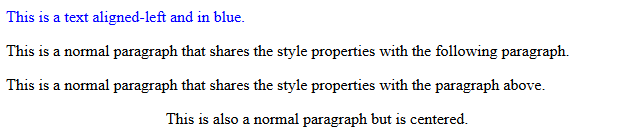 This is a text aligned-left and in blue.
This is a normal paragraph that shares the style properties with the following paragraph.
This is a normal paragraph that shares the style properties with the paragraph above.
This is also a normal paragraph but is centered.